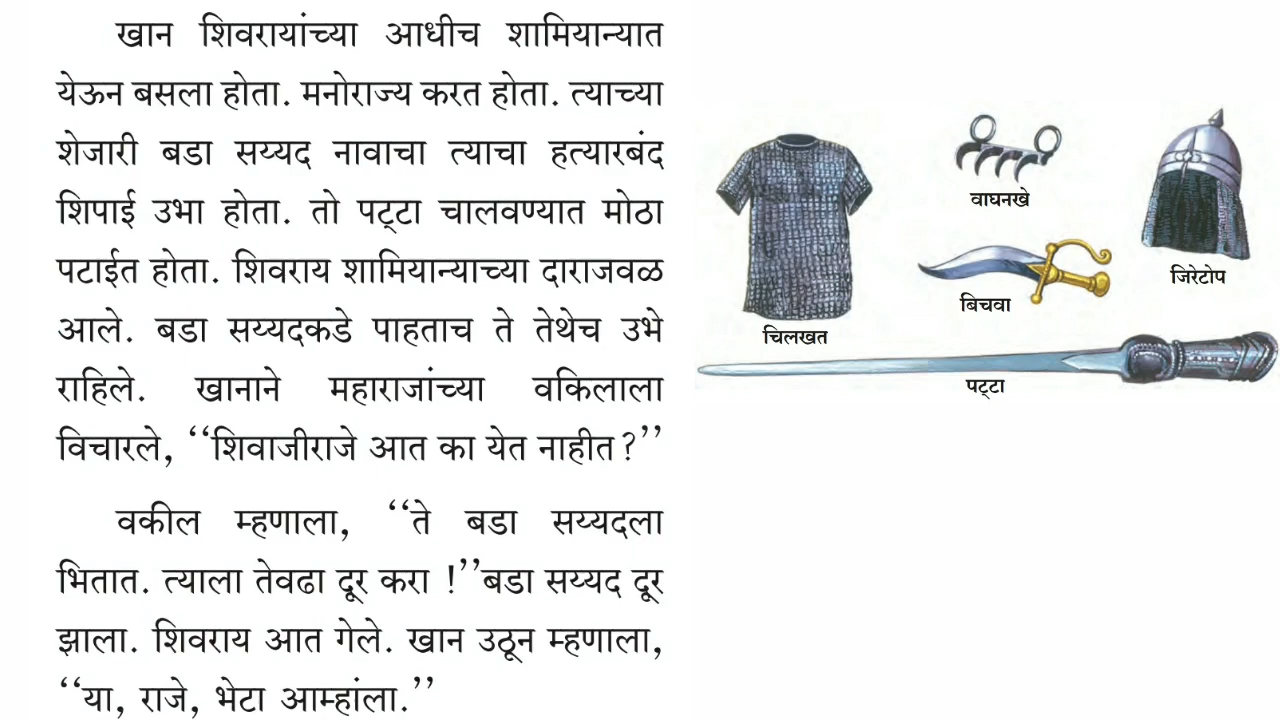 खान शिवरायांच्या आधीच शामियान्यात
येऊन बसला होता. मनोराज्य करत होता. त्याच्या
शेजारी बडा सय्यद नावाचा त्याचा हत्यारबंद
शिपाई उभा होता. तो पट्टा चालवण्यात मोठा
पटाईत होता. शिवराय शामियान्याच्या दाराजवळ
आले. बडा सय्यदकडे पाहताच ते तेथेच उभे
राहिले. खानाने महाराजांच्या वकिलाला
विचारले, ‘‘शिवाजीराजे आत का येत नाहीत?’’
वकील म्हणाला, ‘‘ते बडा सय्यदला
भितात. त्याला तेवढा दूर करा !’’बडा सय्यद दूर
झाला. शिवराय आत गेले. खान उठून म्हणाला,
‘‘या, राजे, भेटा आम्हांला.’’
वाघनखे
जिरेटोप
बिचवा
चिलखत
पट्टा